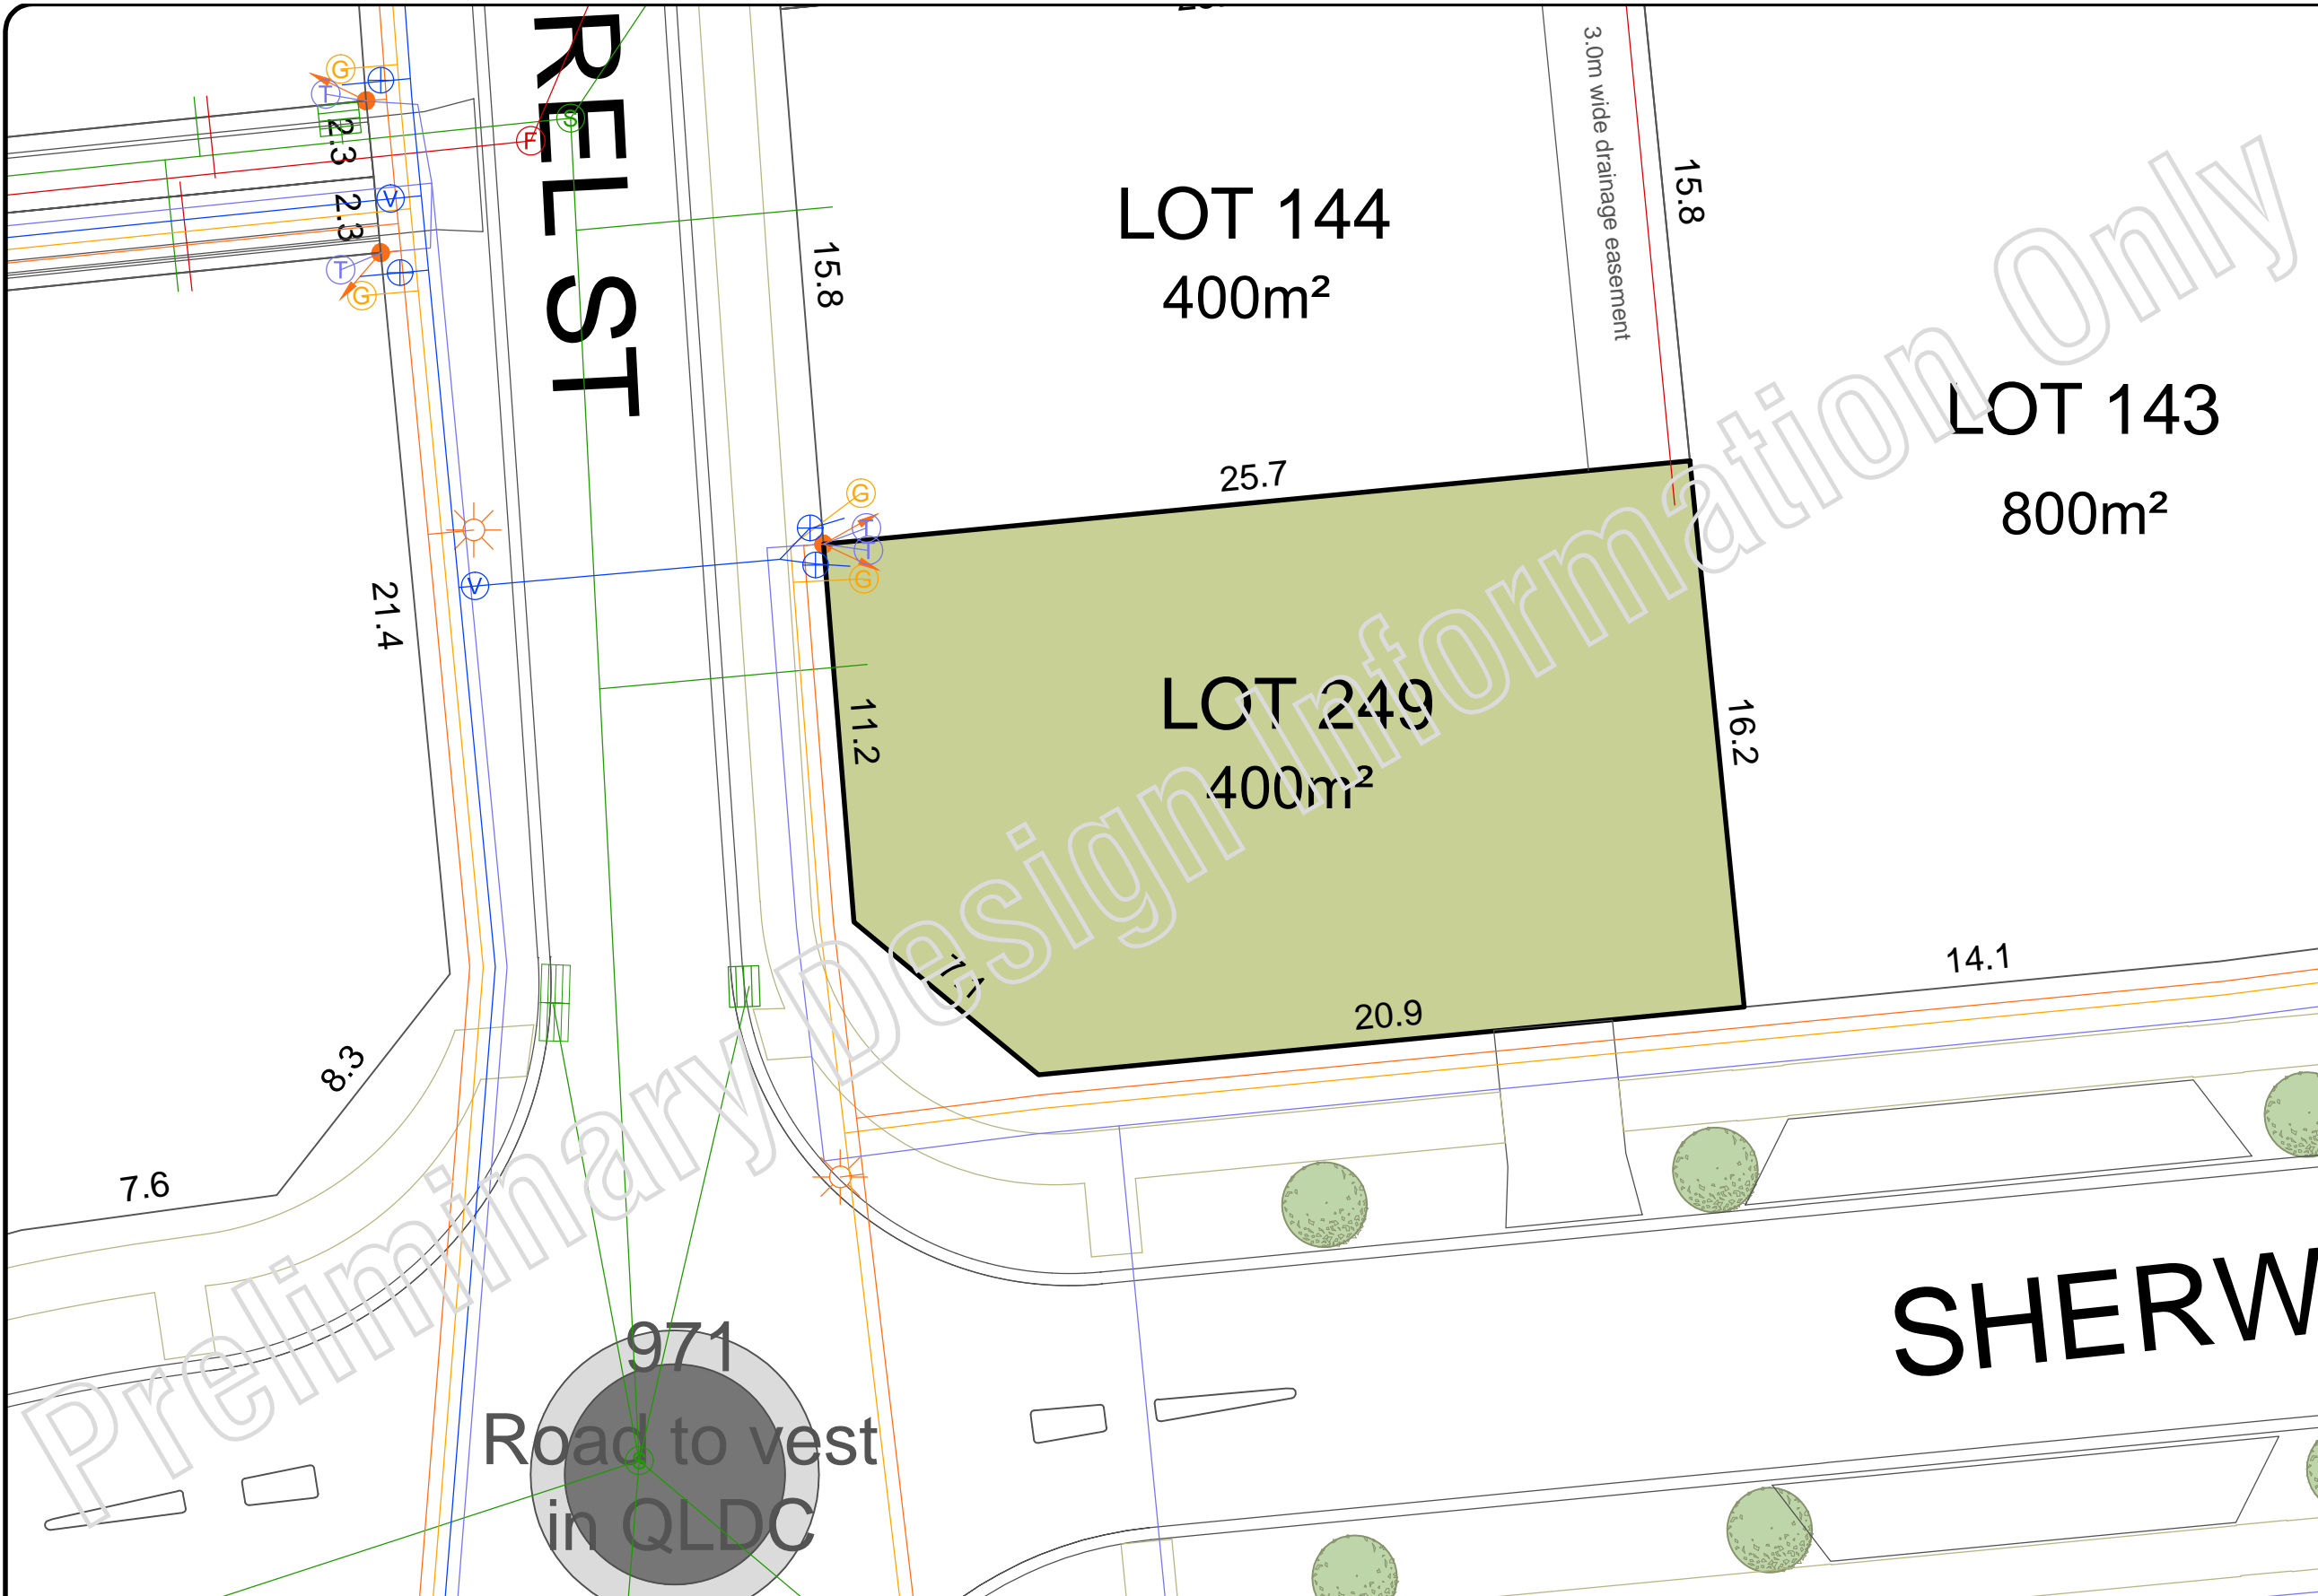 REL ST
3.0m wide drainage easement
G
T
2.3
F
S
V
2.3
T
G
15.8
LOT 144
400m²
15.8
LOT 143
800m²
25.7
G
T
T
G
V
21.4
11.2
LOT 249
400m²
16.2
7.1
20.9
14.1
8.3
7.6
SHERW
971
Road to vest
in QLDC
S
Preliminary Design Information Only